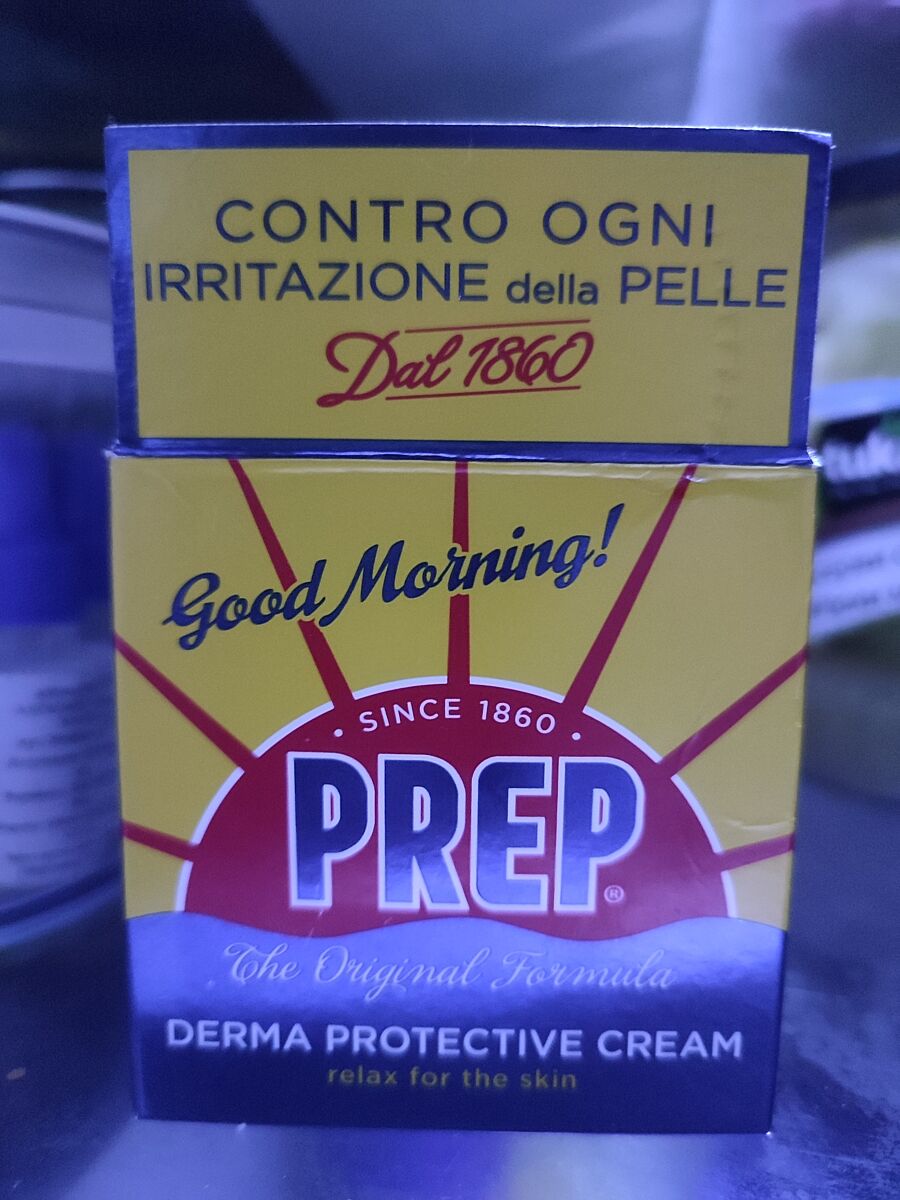 CONTRO OGNI
IRRITAZIONE della PELLE
Dal 1860
Good Morning!
• SINCE 1860 •
PREP®
The Original Formula
DERMA PROTECTIVE CREAM
relax for the skin